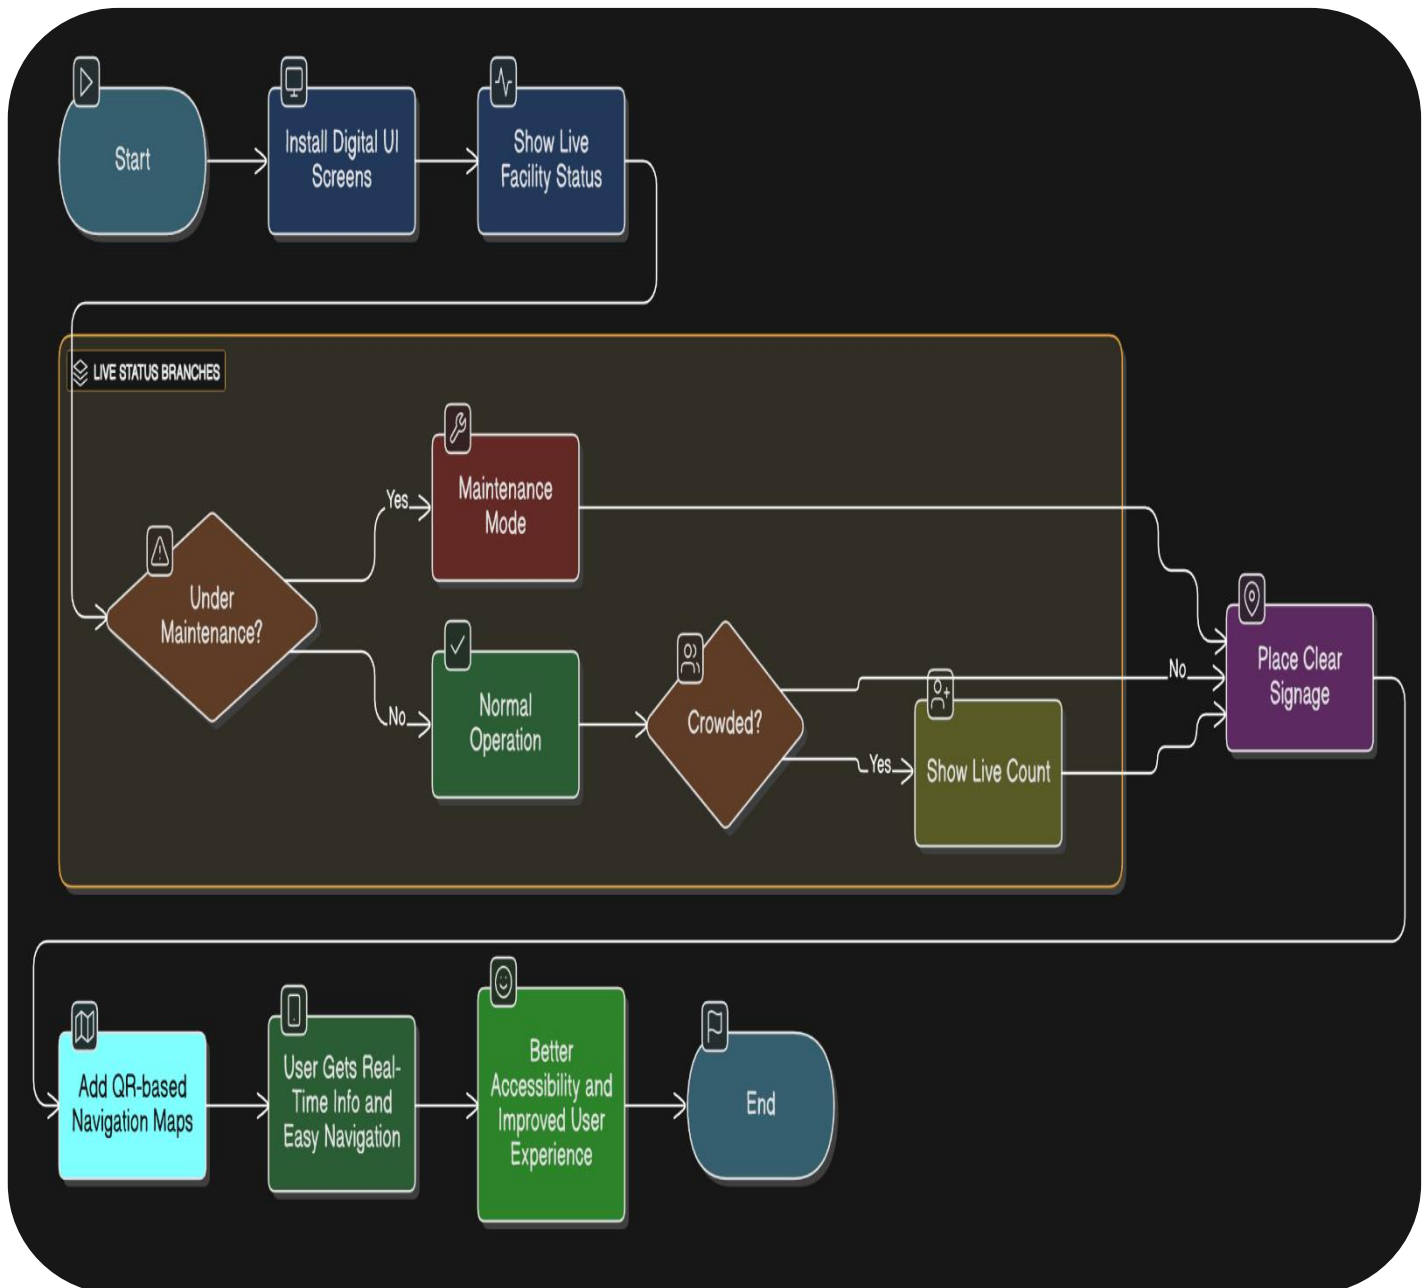 Start
Install Digital UI
Screens
Show Live
Facility Status
LIVE STATUS BRANCHES
Under
Maintenance?
Yes
Maintenance
Mode
No
Normal
Operation
Crowded?
No
Yes
Show Live Count
Place Clear
Signage
Add QR-based
Navigation Maps
User Gets Real-
Time Info and
Easy Navigation
Better
Accessibility and
Improved User
Experience
End